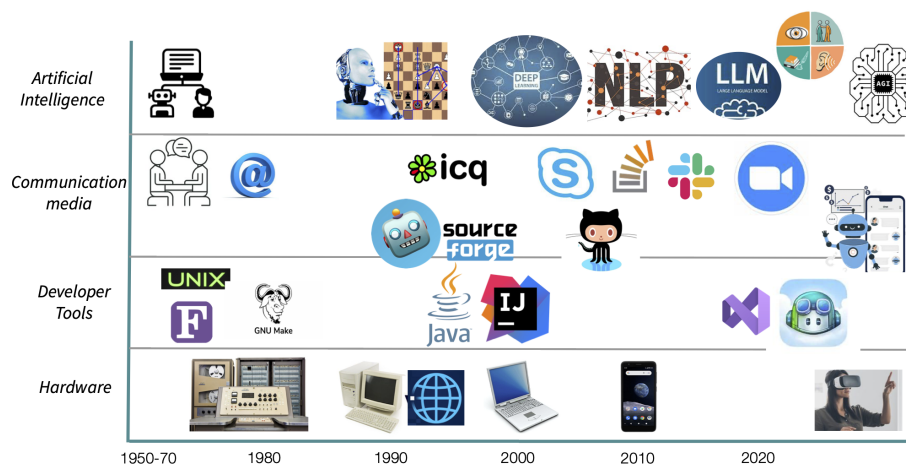 Artificial
Intelligence
DEEP
LEARNING
NLP
LLM
LARGE LANGUAGE MODEL
AGI
Communication
media
@
icq
S
source
forge
Developer
Tools
UNIX
F
GNU Make
Java
IJ
Hardware
1950-70
1980
1990
2000
2010
2020